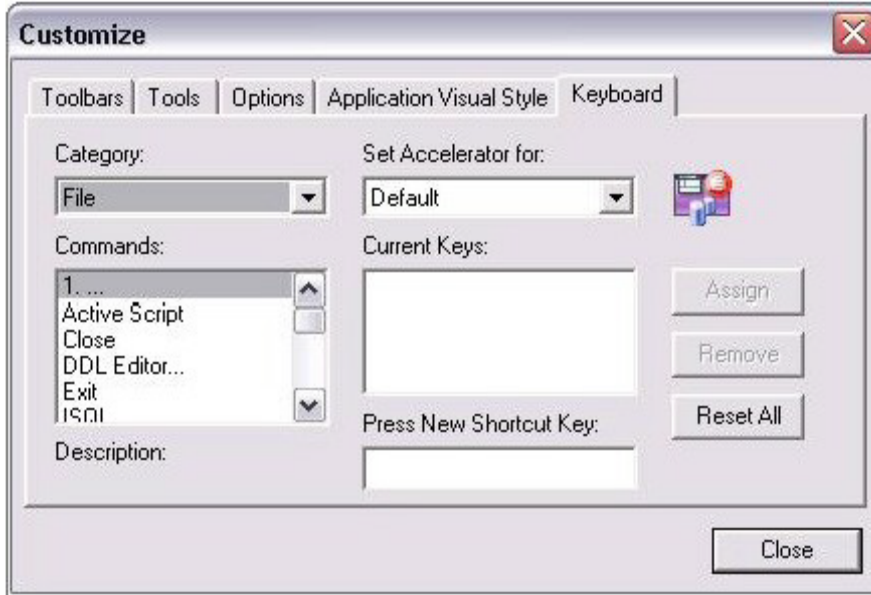 Customize
Toolbars Tools Options Application Visual Style Keyboard
Category:
Set Accelerator for:
File
Default
Commands:
Current Keys:
1. ...
Active Script
Close
DDL Editor...
Exit
ISQL
Assign
Remove
Reset All
Press New Shortcut Key:
Description:
Close